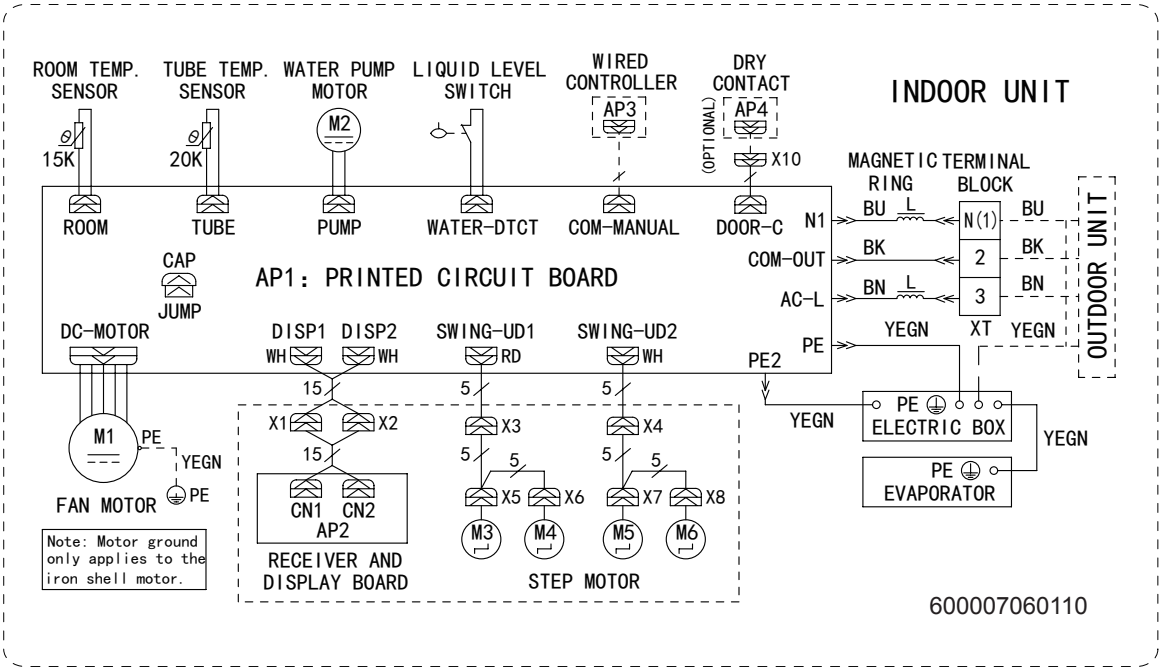 INDOOR UNIT
ROOM TEMP.
SENSOR
TUBE TEMP.
SENSOR
WATER PUMP
MOTOR
LIQUID LEVEL
SWITCH
WIRED
CONTROLLER
DRY
CONTACT
θ
15K
θ
20K
M2
AP3
(OPTIONAL)
AP4
X10
MAGNETIC
RING
TERMINAL
BLOCK
ROOM
TUBE
PUMP
WATER-DTCT
COM-MANUAL
DOOR-C
N1
BU
L
N(1)
BU
COM-OUT
BK
2
BK
AC-L
BN
L
3
BN
PE
YEGN
XT
YEGN
OUTDOOR UNIT
CAP
JUMP
AP1: PRINTED CIRCUIT BOARD
DC-MOTOR
DISP1
DISP2
SWING-UD1
SWING-UD2
WH
WH
RD
WH
PE2
15
5
5
YEGN
PE
ELECTRIC BOX
YEGN
PE
EVAPORATOR
X1
X2
X3
X4
M1
PE
YEGN
PE
FAN MOTOR
15
5
5
5
5
CN1
CN2
AP2
X5
X6
X7
X8
M3
M4
M5
M6
RECEIVER AND
DISPLAY BOARD
STEP MOTOR
Note: Motor ground
only applies to the
iron shell motor.
600007060110